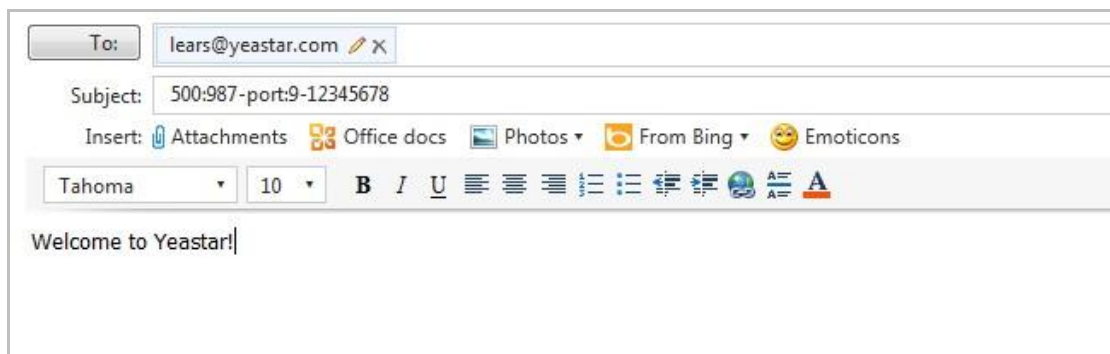 To: lears@yeastar.com
Subject: 500:987-port:9-12345678
Insert: Attachments Office docs Photos From Bing Emoticons
Tahoma 10 B I U A
Welcome to Yeastar!